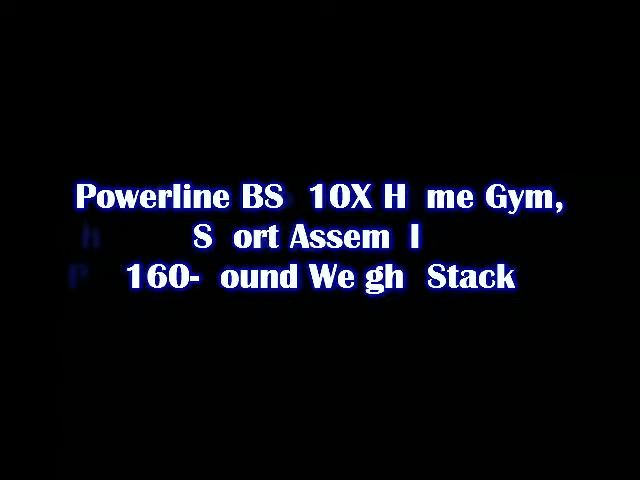 Powerline BS 10X H me Gym,
h S ort Assem l
P 160- ound We gh Stack